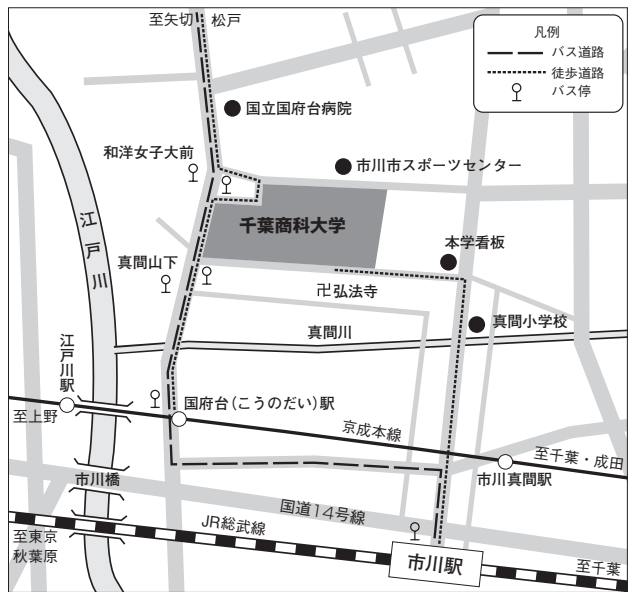 至矢切
松戸
凡例
バス道路
徒歩道路
バス停
国立国府台病院
和洋女子大前
市川市スポーツセンター
江戸川
千葉商科大学
本学看板
真間山下
卍弘法寺
真間小学校
真間川
江戸川駅
国府台(こうのだい)駅
至上野
京成本線
至千葉・成田
市川真間駅
市川橋
国道14号線
JR総武線
至東京
秋葉原
市川駅
至千葉